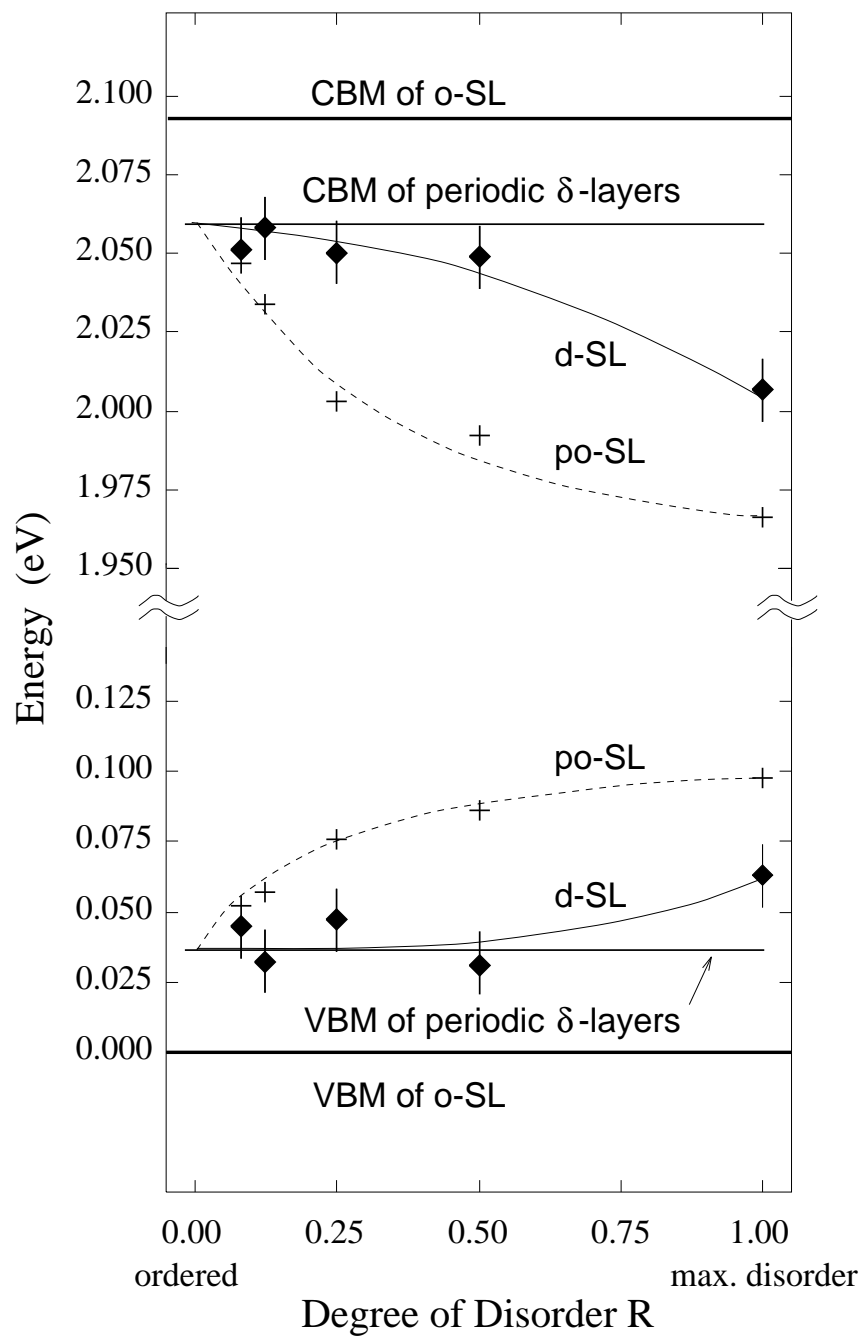 2.100
CBM of o-SL
2.075
CBM of periodic δ-layers
2.050
2.025
d-SL
2.000
po-SL
1.975
1.950
Energy (eV)
0.125
po-SL
0.100
0.075
d-SL
0.050
0.025
VBM of periodic δ-layers
0.000
VBM of o-SL
0.00 0.25 0.50 0.75 1.00
ordered max. disorder
Degree of Disorder R